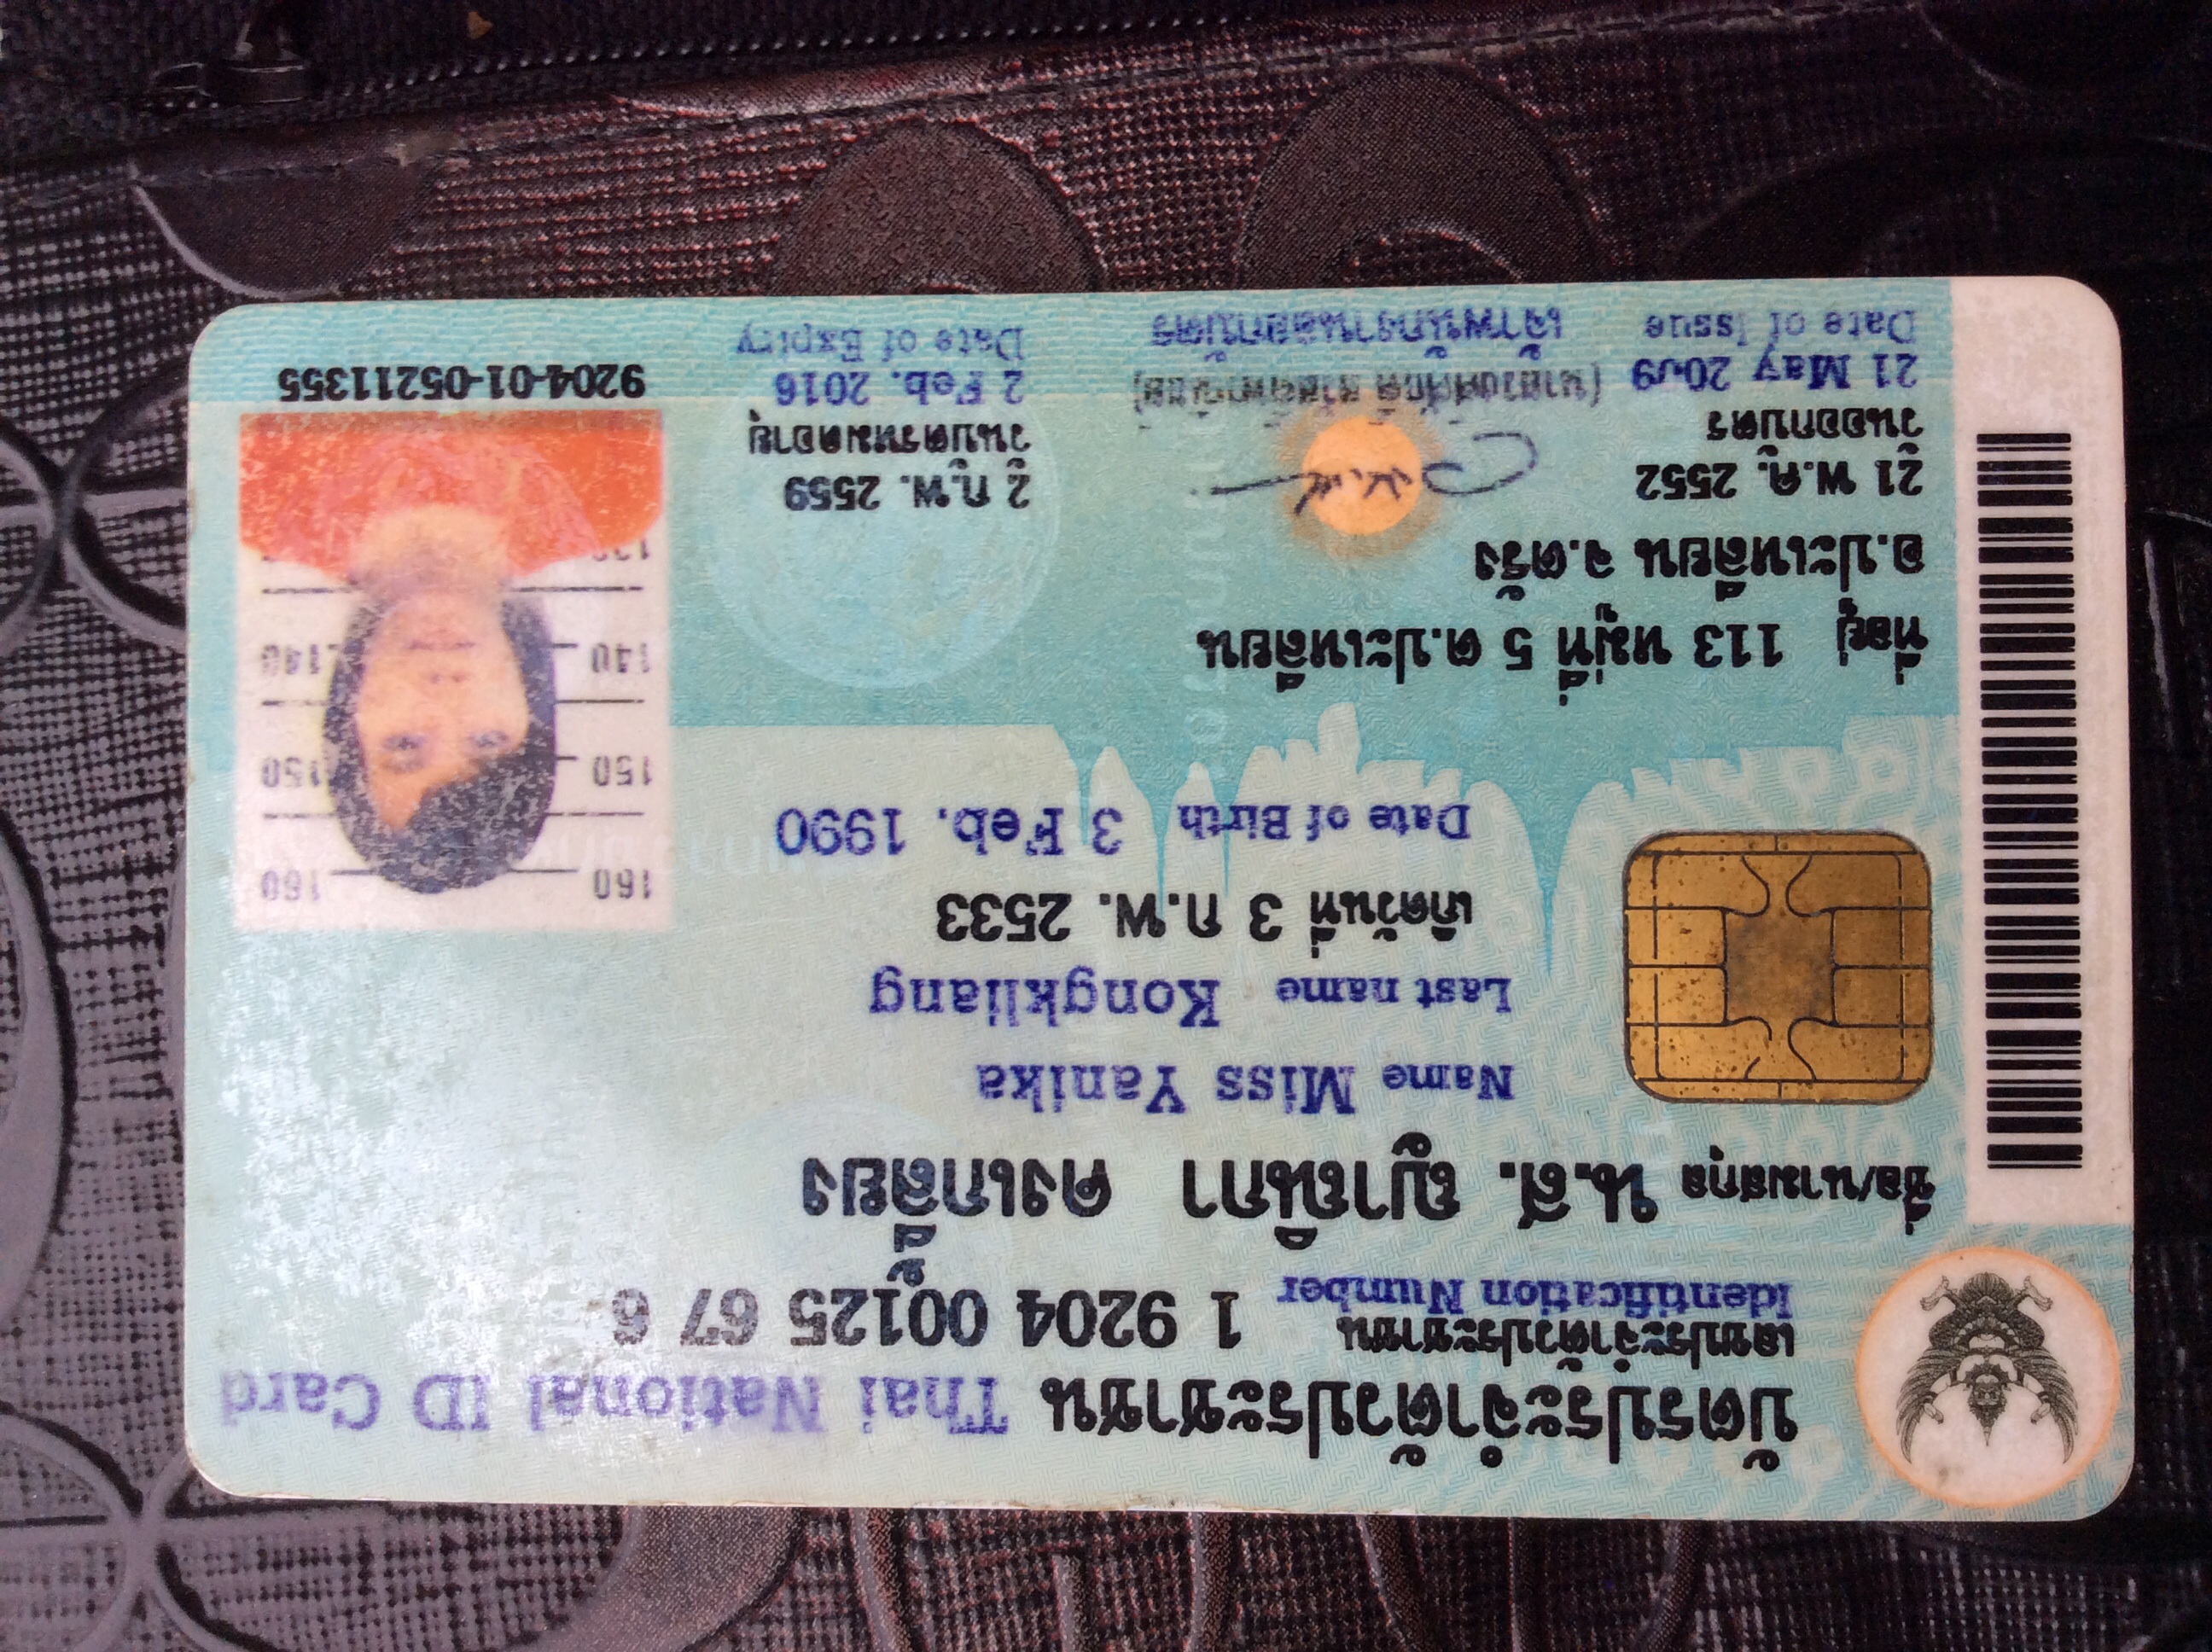 บัตรประจำตัวประชาชน Thai National ID Card
เลขประจำตัวประชาชน 1 9204 00125 67 6
Identification Number
ชื่อ/นามสกุล น.ส. ญาณิกา คงเกลี้ยง
Name Miss Yanika
Last name Kongkliang
เกิดวันที่ 3 ก.พ. 2533
Date of Birth 3 Feb. 1990
160 160
150 150
140 140
ที่อยู่ 113 หมู่ที่ 5 ต.ปะเหลียน
อ.ปะเหลียน จ.ตรัง
21 พ.ค. 2552
วันออกบัตร
21 May 2009
Date of Issue
(นายวงศ์ศักดิ์ สวัสดิ์พาณิชย์)
เจ้าพนักงานออกบัตร
2 ก.พ. 2559
วันบัตรหมดอายุ
2 Feb. 2016
Date of Expiry
9204-01-05211355